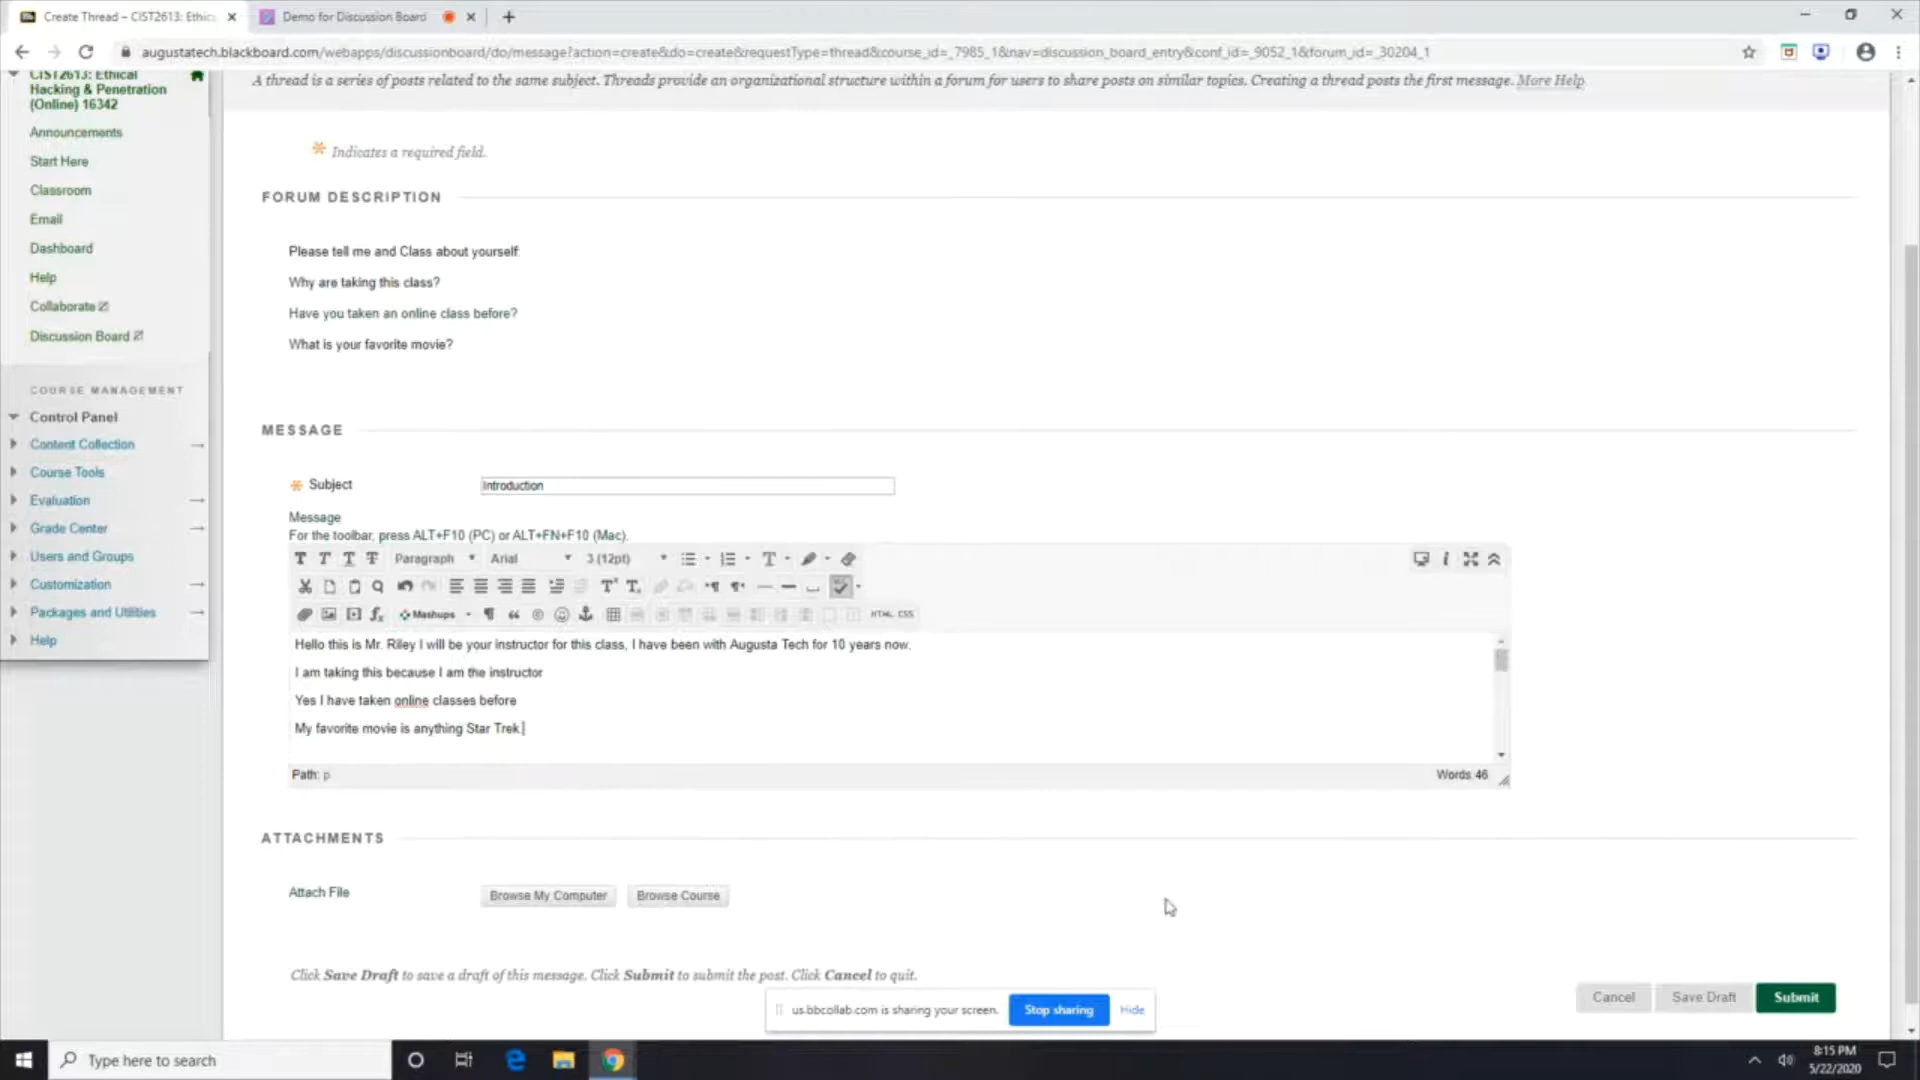 Create Thread – CIST2613: Ethic
Demo for Discussion Board
augustatech.blackboard.com/webapps/discussionboard/do/message?action=create&do=create&requestType=thread&course_id=_7985_1&nav=discussion_board_entry&conf_id=_9052_1&forum_id=_30204_1
CIST2613: Ethical
Hacking & Penetration
(Online) 16342
Announcements
Start Here
Classroom
Email
Dashboard
Help
Collaborate
Discussion Board
COURSE MANAGEMENT
Control Panel
Content Collection
Course Tools
Evaluation
Grade Center
Users and Groups
Customization
Packages and Utilities
Help
A thread is a series of posts related to the same subject. Threads provide an organizational structure within a forum for users to share posts on similar topics. Creating a thread posts the first message. More Help
Indicates a required field.
FORUM DESCRIPTION
Please tell me and Class about yourself:
Why are taking this class?
Have you taken an online class before?
What is your favorite movie?
MESSAGE
Subject
Introduction
Message
For the toolbar, press ALT+F10 (PC) or ALT+FN+F10 (Mac).
T T T T Paragraph Arial 3 (12pt) T
Mashups HTML CSS
Hello this is Mr. Riley I will be your instructor for this class, I have been with Augusta Tech for 10 years now.
I am taking this because I am the instructor
Yes I have taken online classes before
My favorite movie is anything Star Trek
Path: p
Words:46
ATTACHMENTS
Attach File
Browse My Computer
Browse Course
Click Save Draft to save a draft of this message. Click Submit to submit the post. Click Cancel to quit.
Cancel
Save Draft
Submit
us.bbcollab.com is sharing your screen.
Stop sharing
Hide
Type here to search
8:15 PM
5/22/2020